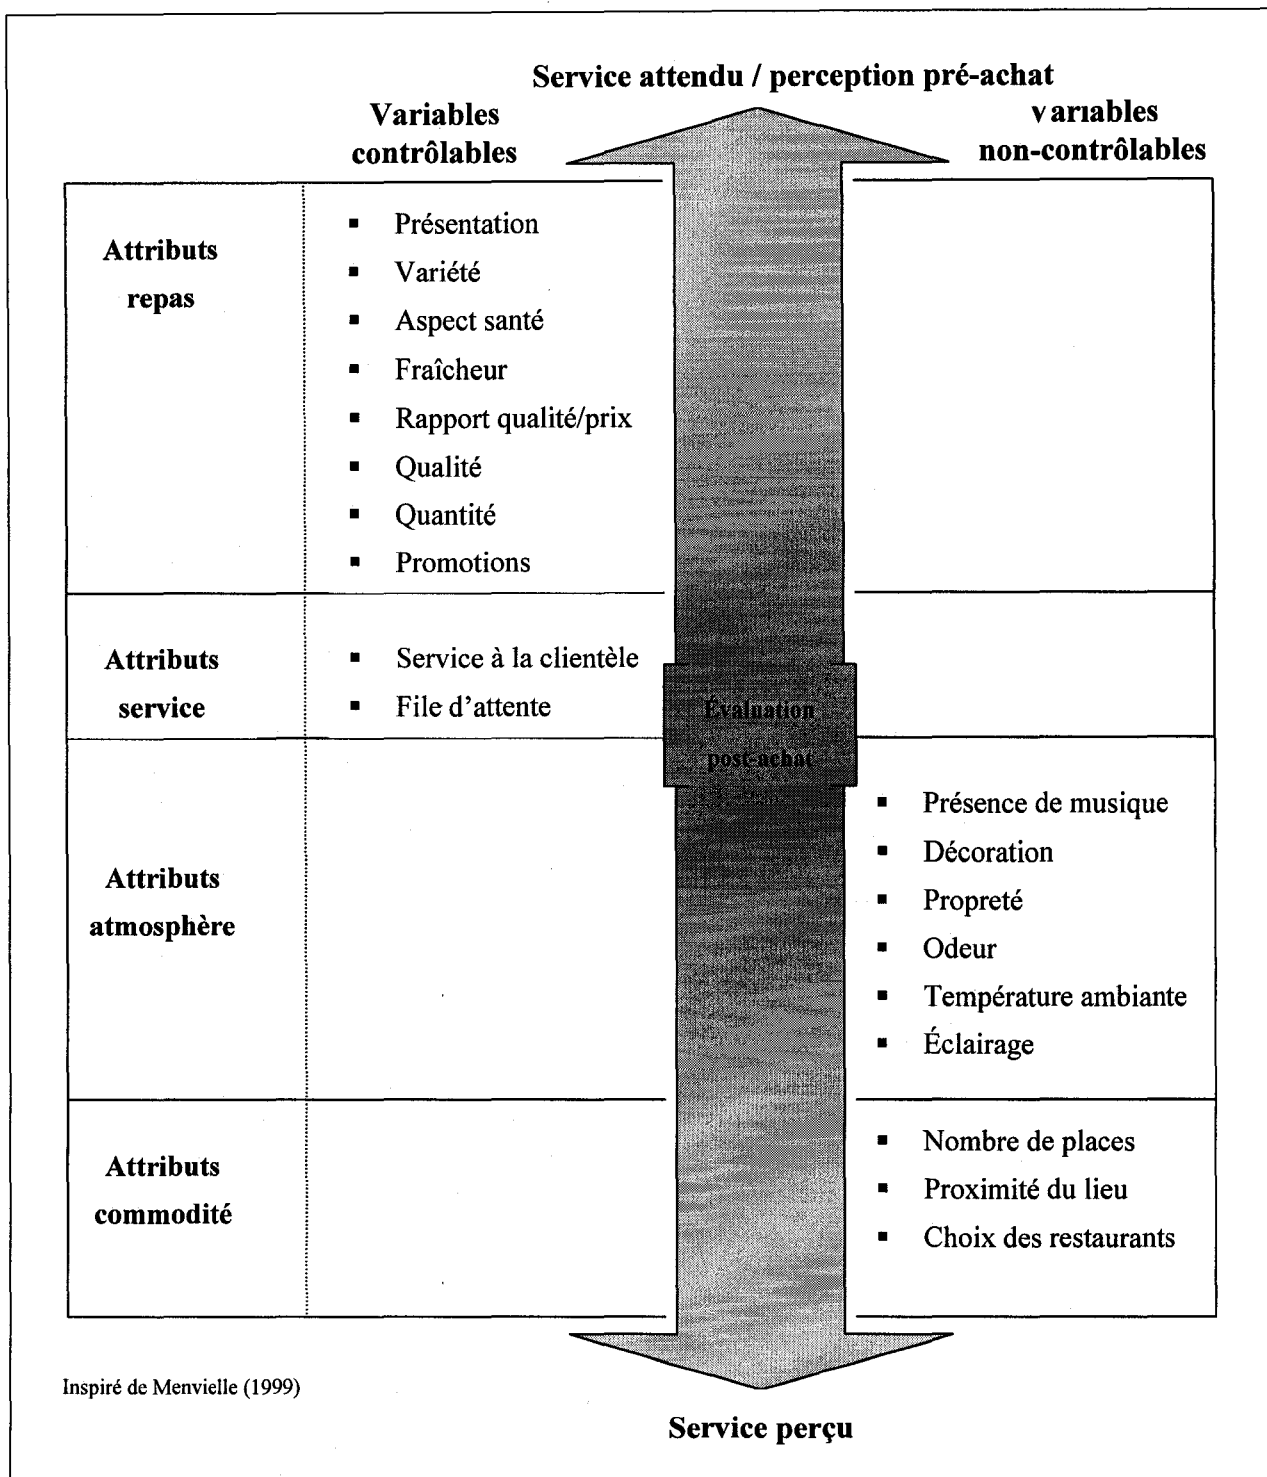 Service attendu / perception pré-achat
Variables
contrôlables
variables
non-contrôlables
Attributs
repas
▪ Présentation
▪ Variété
▪ Aspect santé
▪ Fraîcheur
▪ Rapport qualité/prix
▪ Qualité
▪ Quantité
▪ Promotions
Attributs
service
▪ Service à la clientèle
▪ File d'attente
Évaluation
post-achat
Attributs
atmosphère
▪ Présence de musique
▪ Décoration
▪ Propreté
▪ Odeur
▪ Température ambiante
▪ Éclairage
Attributs
commodité
▪ Nombre de places
▪ Proximité du lieu
▪ Choix des restaurants
Inspiré de Menvielle (1999)
Service perçu